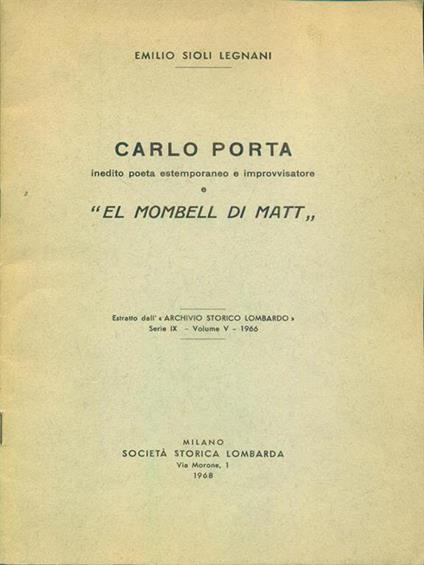 EMILIO SIOLI LEGNANI
CARLO PORTA
inedito poeta estemporaneo e improvvisatore
e
"EL MOMBELL DI MATT„
Estratto dall' « ARCHIVIO STORICO LOMBARDO »
Serie IX - Volume V - 1966
MILANO
SOCIETÀ STORICA LOMBARDA
Via Morone, 1
1968